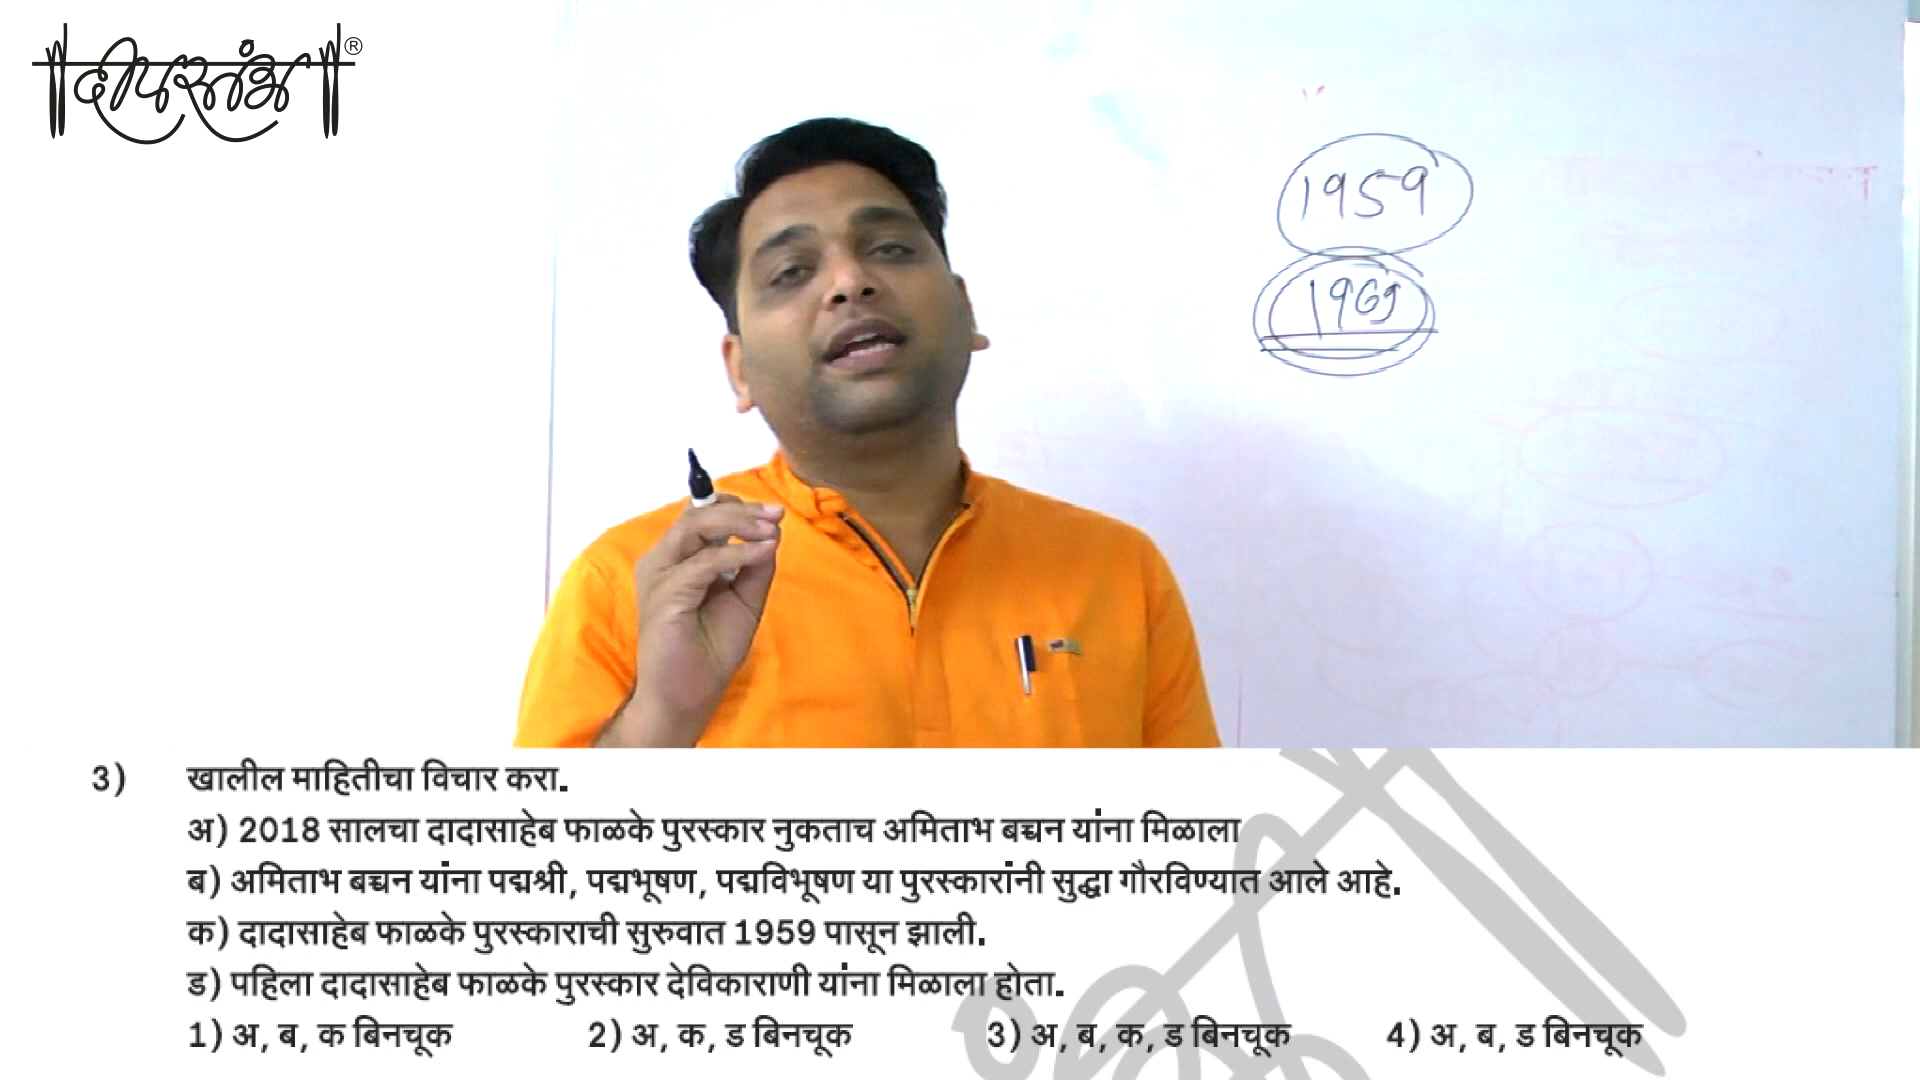 दीपस्तंभ ®
1959
1969
3) खालील माहितीचा विचार करा.
अ) 2018 सालचा दादासाहेब फाळके पुरस्कार नुकताच अमिताभ बच्चन यांना मिळाला
ब) अमिताभ बच्चन यांना पद्मश्री, पद्मभूषण, पद्मविभूषण या पुरस्कारांनी सुद्धा गौरविण्यात आले आहे.
क) दादासाहेब फाळके पुरस्काराची सुरुवात 1959 पासून झाली.
ड) पहिला दादासाहेब फाळके पुरस्कार देविकाराणी यांना मिळाला होता.
1) अ, ब, क बिनचूक 2) अ, क, ड बिनचूक 3) अ, ब, क, ड बिनचूक 4) अ, ब, ड बिनचूक